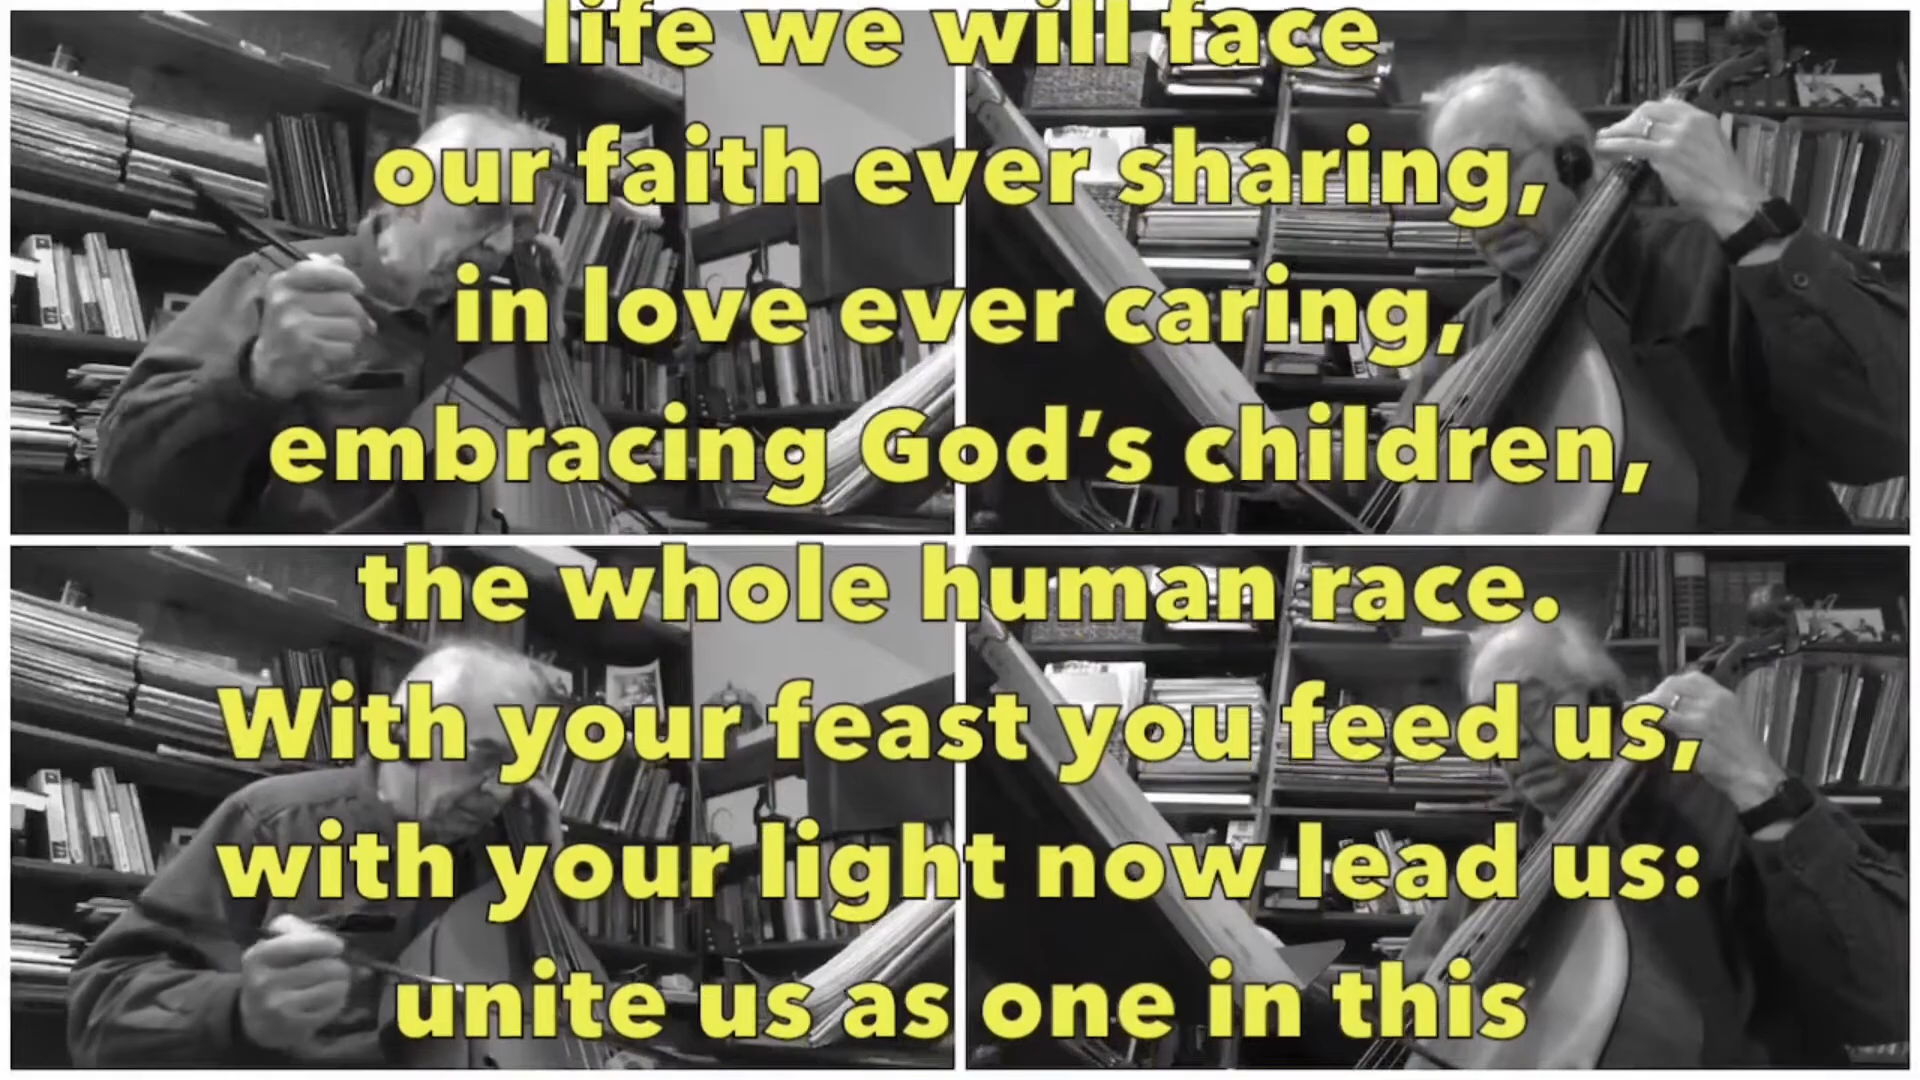 life we will face
our faith ever sharing,
in love ever caring,
embracing God’s children,
the whole human race.
With your feast you feed us,
with your light now lead us:
unite us as one in this